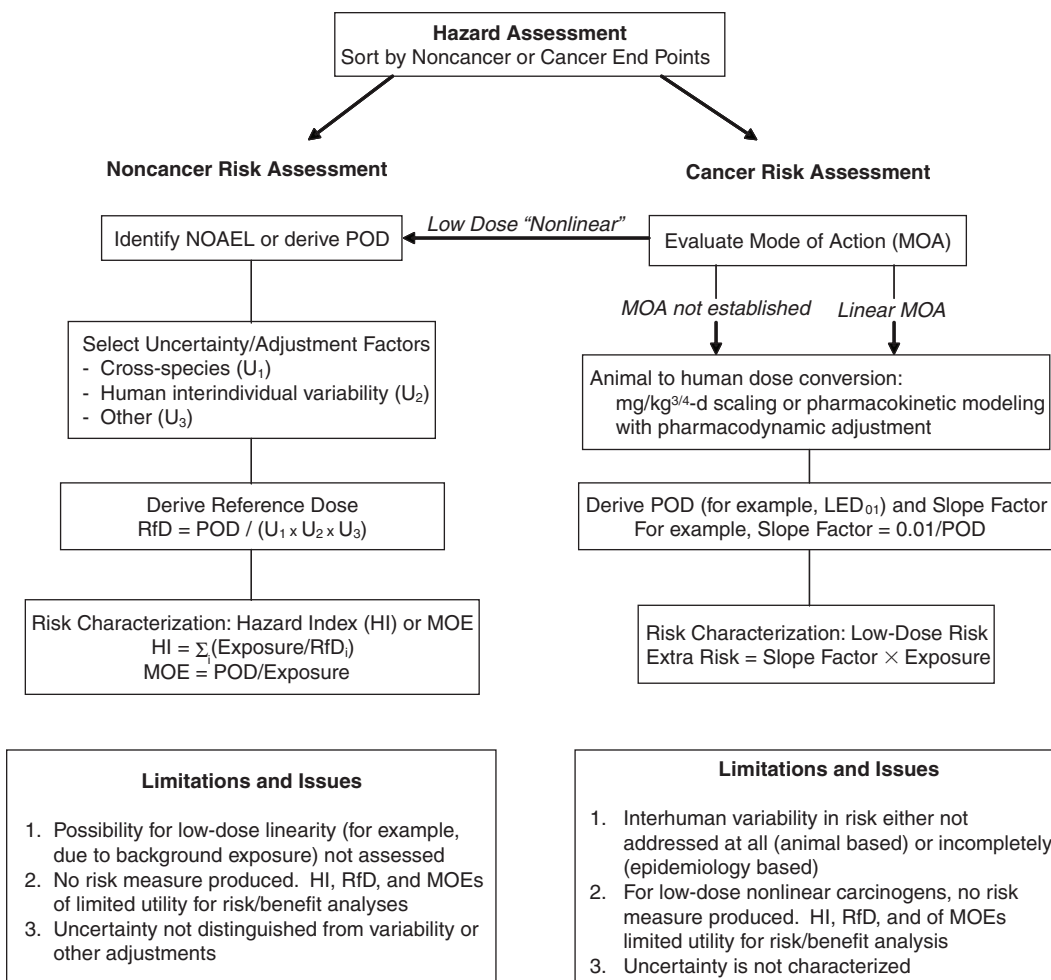 Hazard Assessment
Sort by Noncancer or Cancer End Points
Noncancer Risk Assessment
Cancer Risk Assessment
Identify NOAEL or derive POD
Low Dose “Nonlinear”
Evaluate Mode of Action (MOA)
MOA not established
Linear MOA
Select Uncertainty/Adjustment Factors
- Cross-species (U₁)
- Human interindividual variability (U₂)
- Other (U₃)
Animal to human dose conversion:
mg/kg³ᐟ⁴-d scaling or pharmacokinetic modeling
with pharmacodynamic adjustment
Derive Reference Dose
RfD = POD / (U₁ x U₂ x U₃)
Derive POD (for example, LED₀₁) and Slope Factor
For example, Slope Factor = 0.01/POD
Risk Characterization: Hazard Index (HI) or MOE
HI = Σᵢ(Exposure/RfDᵢ)
MOE = POD/Exposure
Risk Characterization: Low-Dose Risk
Extra Risk = Slope Factor × Exposure
Limitations and Issues
1. Possibility for low-dose linearity (for example,
due to background exposure) not assessed
2. No risk measure produced. HI, RfD, and MOEs
of limited utility for risk/benefit analyses
3. Uncertainty not distinguished from variability or
other adjustments
Limitations and Issues
1. Interhuman variability in risk either not
addressed at all (animal based) or incompletely
(epidemiology based)
2. For low-dose nonlinear carcinogens, no risk
measure produced. HI, RfD, and of MOEs
limited utility for risk/benefit analysis
3. Uncertainty is not characterized